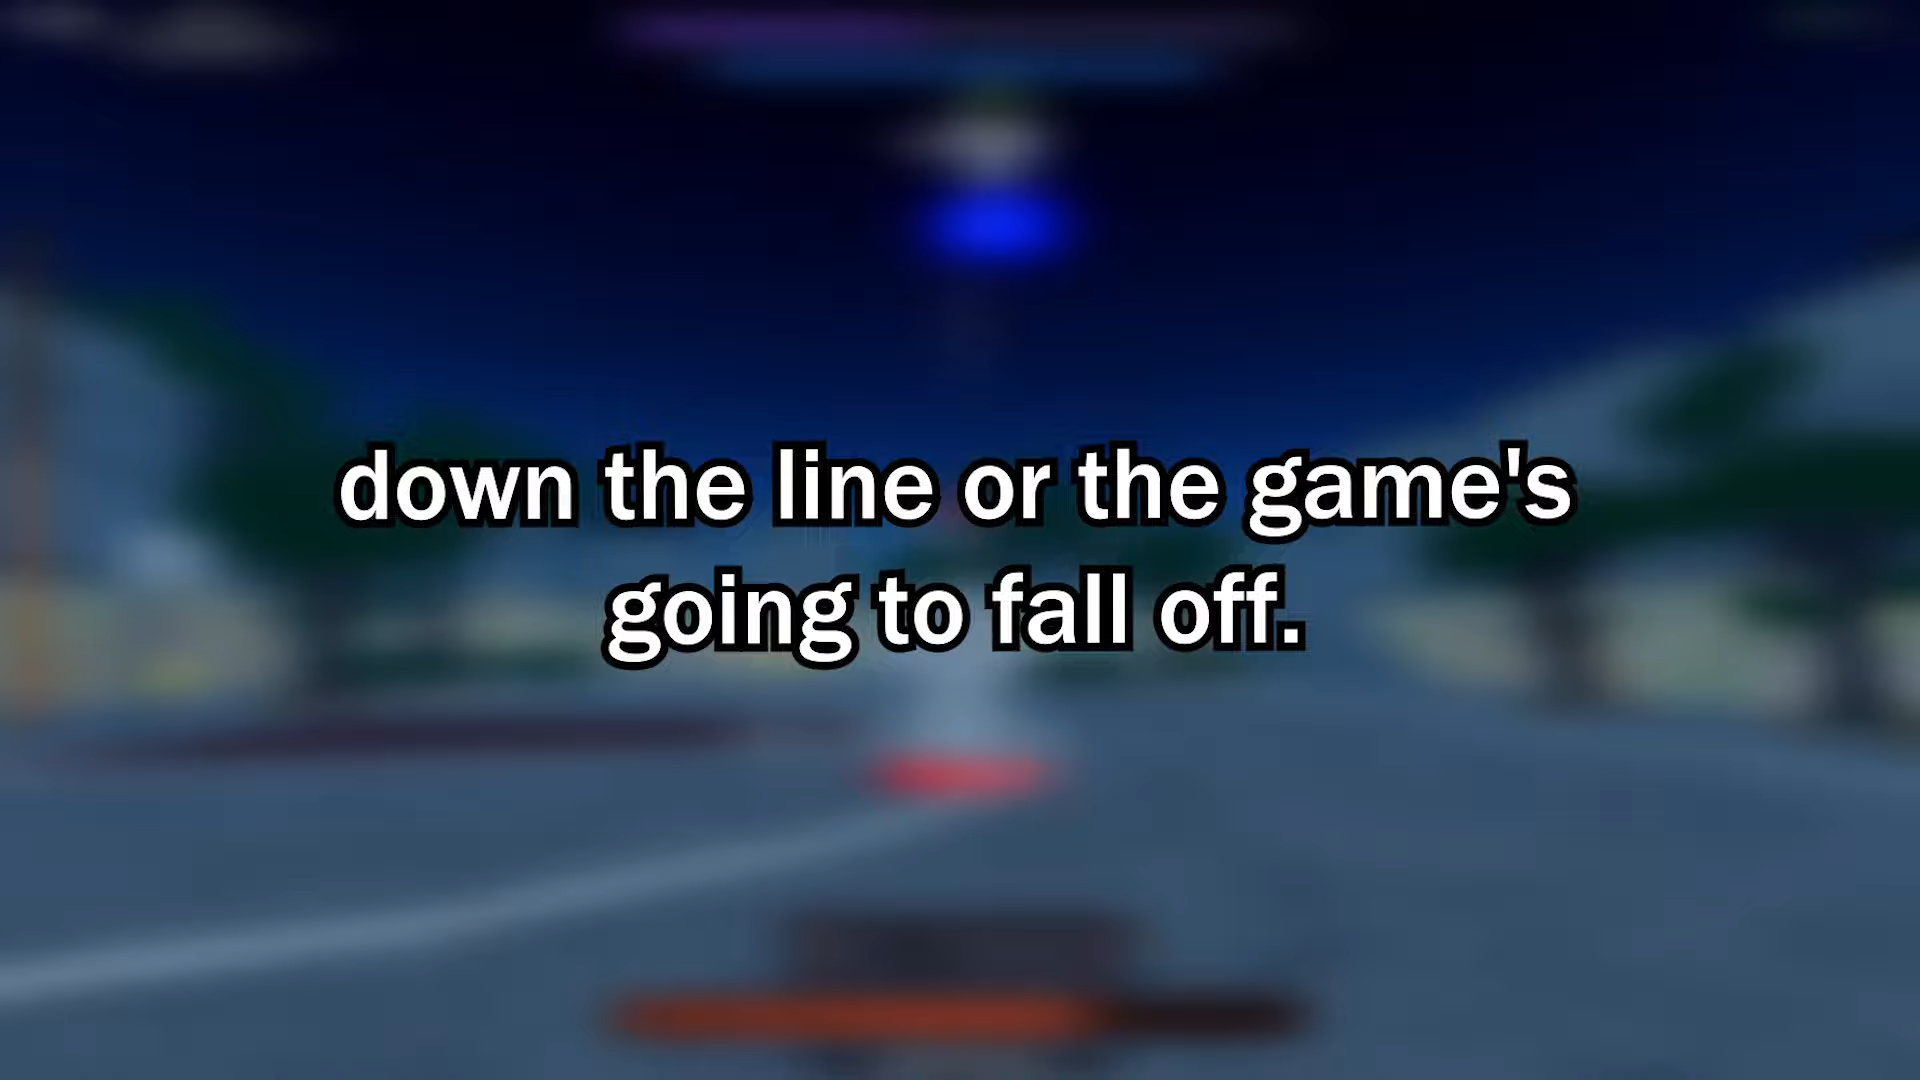 down the line or the game's
going to fall off.